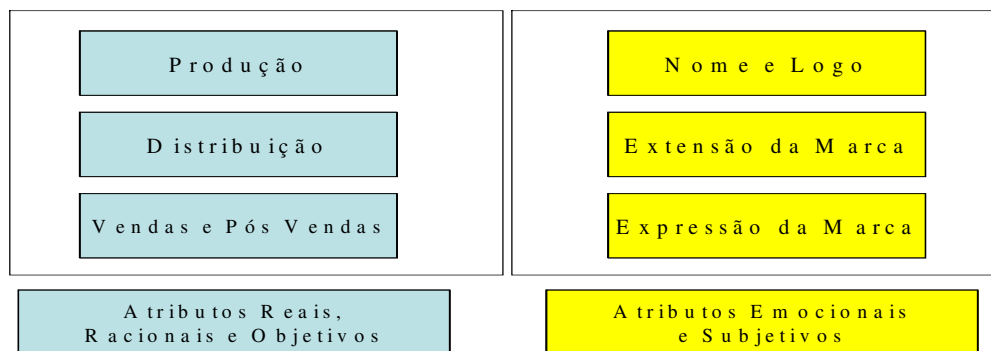 Produção
Distribuição
Vendas e Pós Vendas
Atributos Reais,
Racionais e Objetivos
Nome e Logo
Extensão da Marca
Expressão da Marca
Atributos Emocionais
e Subjetivos